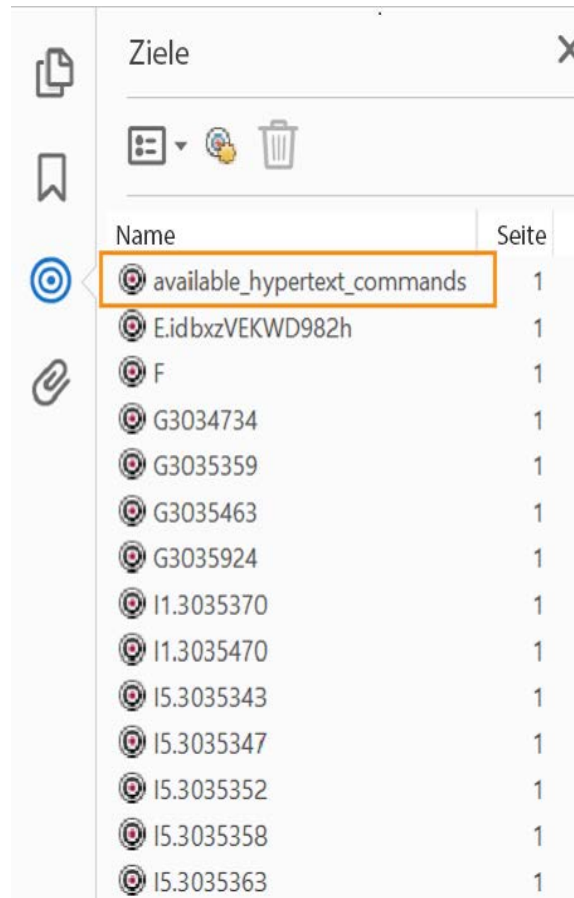 Ziele
Name Seite
available_hypertext_commands 1
E.idbxzVEKWD982h 1
F 1
G3034734 1
G3035359 1
G3035463 1
G3035924 1
I1.3035370 1
I1.3035470 1
I5.3035343 1
I5.3035347 1
I5.3035352 1
I5.3035358 1
I5.3035363 1